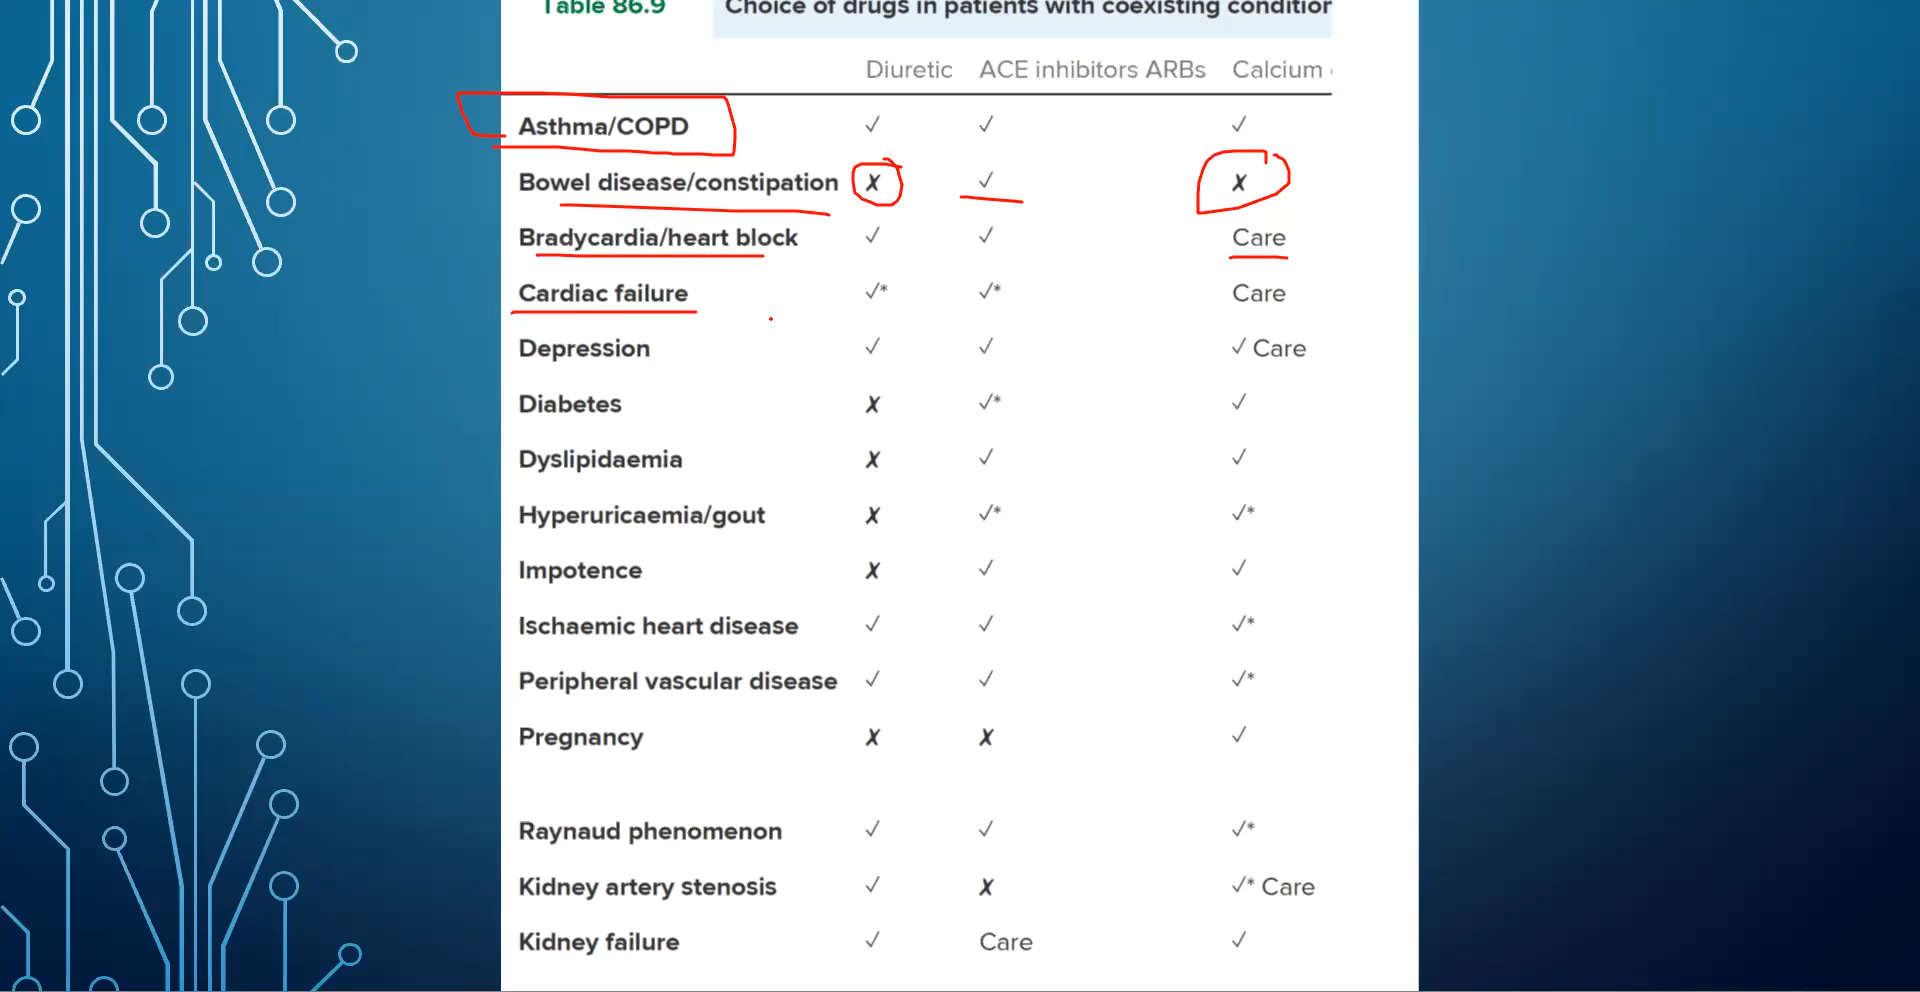 Table 86.9 Choice of drugs in patients with coexisting
Diuretic ACE inhibitors ARBs Calcium
Asthma/COPD ✓ ✓ ✓
Bowel disease/constipation ✗ ✓ ✗
Bradycardia/heart block ✓ ✓ Care
Cardiac failure ✓* ✓* Care
Depression ✓ ✓ ✓ Care
Diabetes ✗ ✓* ✓
Dyslipidaemia ✗ ✓ ✓
Hyperuricaemia/gout ✗ ✓* ✓*
Impotence ✗ ✓ ✓
Ischaemic heart disease ✓ ✓ ✓*
Peripheral vascular disease ✓ ✓ ✓*
Pregnancy ✗ ✗ ✓
Raynaud phenomenon ✓ ✓ ✓*
Kidney artery stenosis ✓ ✗ ✓* Care
Kidney failure ✓ Care ✓